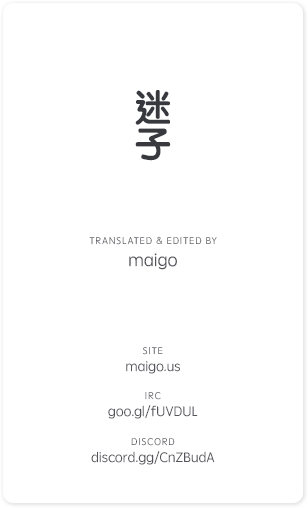 迷子
TRANSLATED & EDITED BY
maigo
SITE
maigo.us
IRC
goo.gl/fUVDUL
DISCORD
discord.gg/CnZBudA